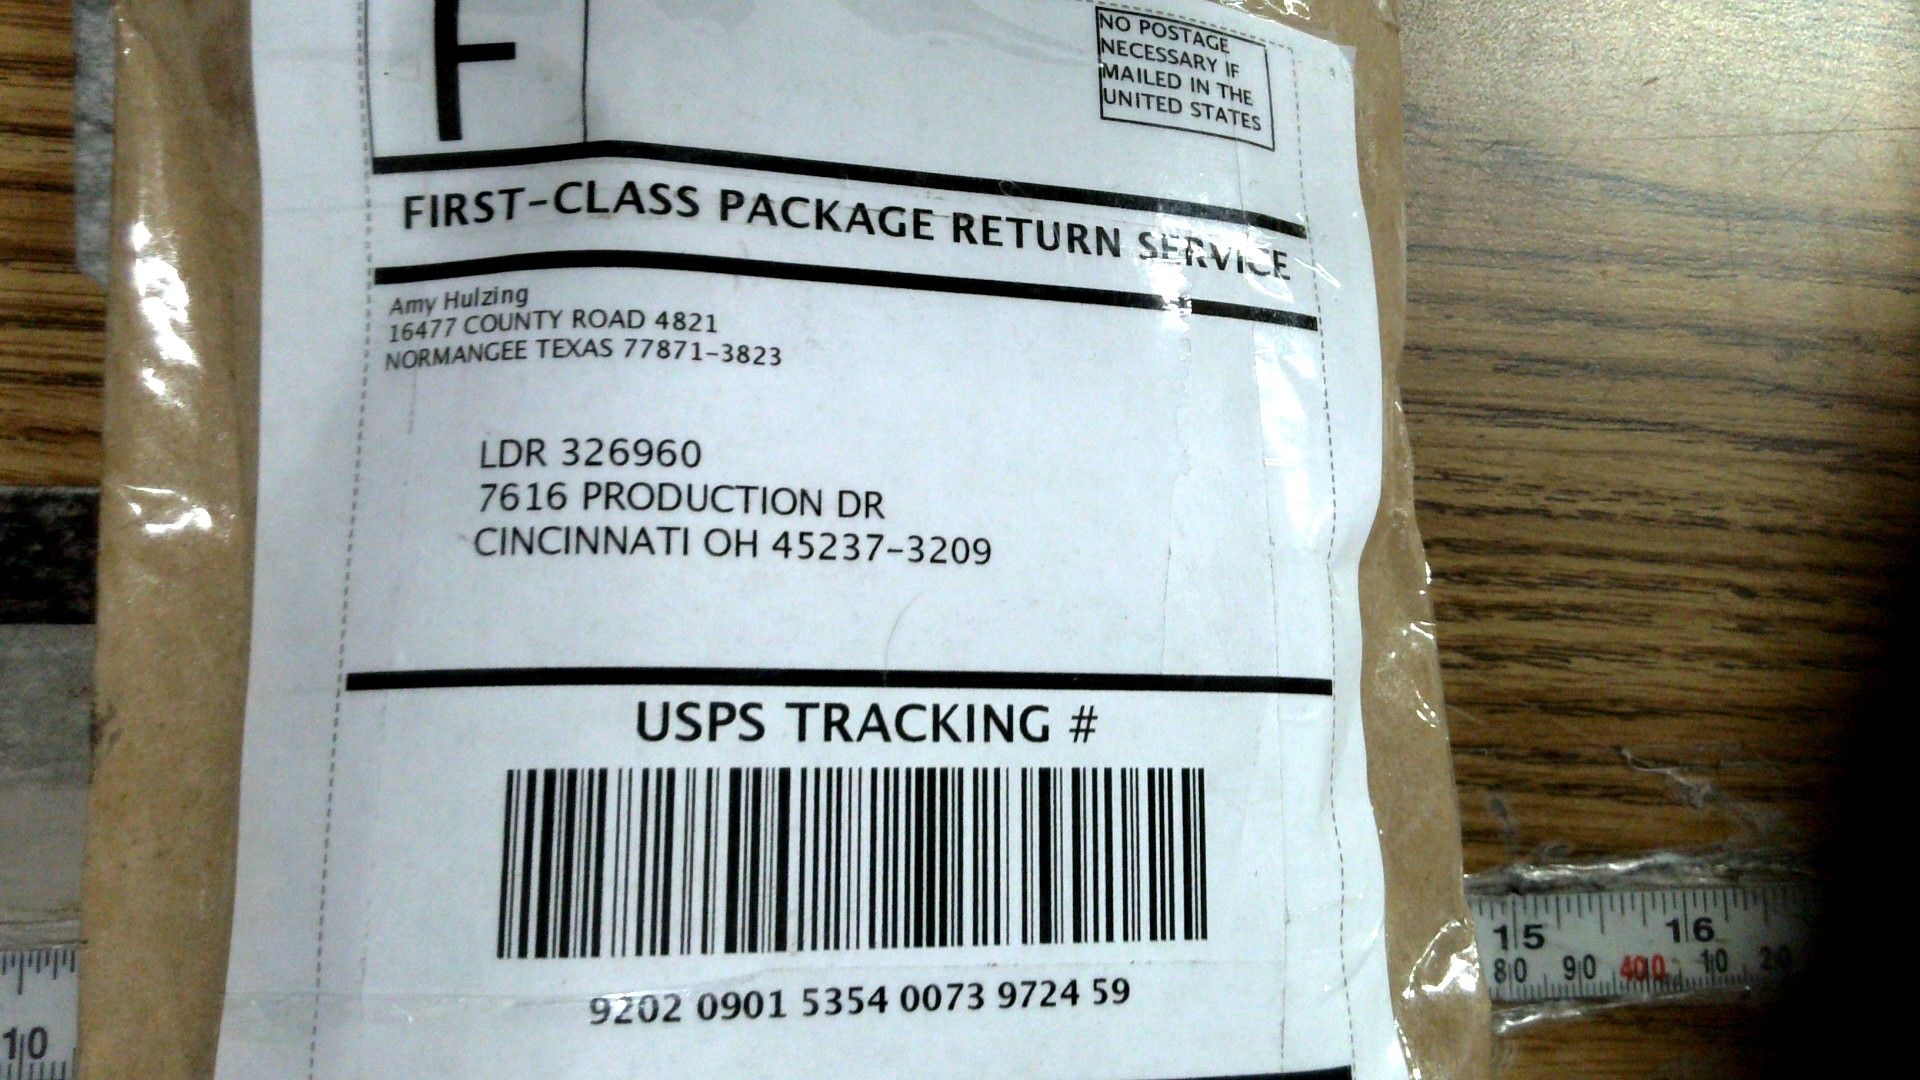 F
NO POSTAGE
NECESSARY IF
MAILED IN THE
UNITED STATES
FIRST-CLASS PACKAGE RETURN SERVICE
Amy Hulzing
16477 COUNTY ROAD 4821
NORMANGEE TEXAS 77871-3823
LDR 326960
7616 PRODUCTION DR
CINCINNATI OH 45237-3209
USPS TRACKING #
9202 0901 5354 0073 9724 59
15 16
80 90 400 10 20
10